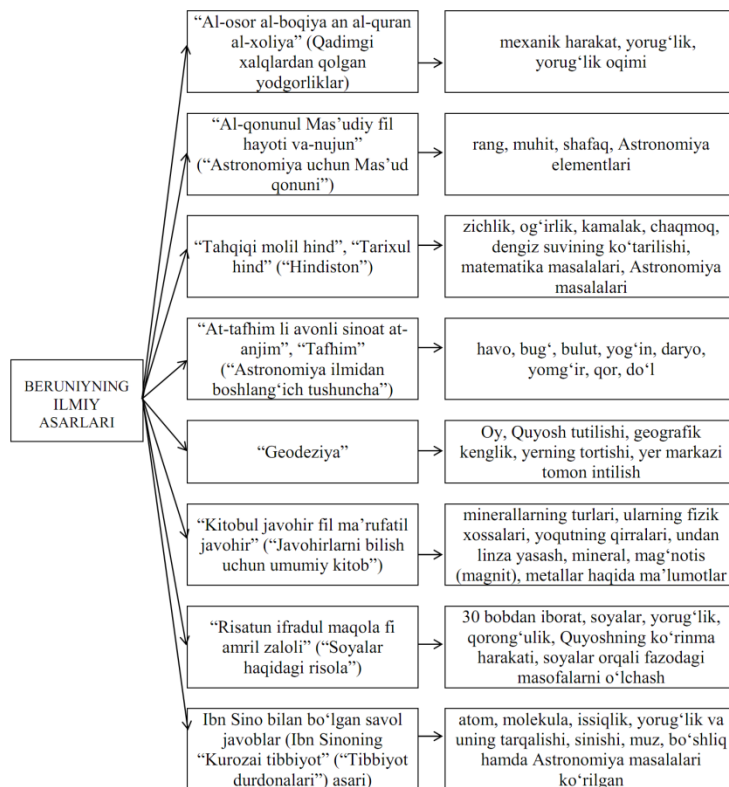 “Al-osor al-boqiya an al-quran
al-xoliya” (Qadimgi
xalqlardan qolgan
yodgorliklar)
mexanik harakat, yorug‘lik,
yorug‘lik oqimi
“Al-qonunul Mas’udiy fil
hayoti va-nujun”
(“Astronomiya uchun Mas’ud
qonuni”)
rang, muhit, shafaq, Astronomiya
elementlari
“Tahqiqi molil hind”, “Tarixul
hind” (“Hindiston”)
zichlik, og‘irlik, kamalak, chaqmoq,
dengiz suvining ko‘tarilishi,
matematika masalalari, Astronomiya
masalalari
BERUNIYNING
ILMIY
ASARLARI
“At-tafhim li avonli sinoat at-
anjim”, “Tafhim”
(“Astronomiya ilmidan
boshlang‘ich tushuncha”)
havo, bug‘, bulut, yog‘in, daryo,
yomg‘ir, qor, do‘l
“Geodeziya”
Oy, Quyosh tutilishi, geografik
kenglik, yerning tortishi, yer markazi
tomon intilish
“Kitobul javohir fil ma’rufatil
javohir” (“Javohirlarni bilish
uchun umumiy kitob”)
minerallarning turlari, ularning fizik
xossalari, yoqutning qirralari, undan
linza yasash, mineral, mag‘notis
(magnit), metallar haqida ma’lumotlar
“Risatun ifradul maqola fi
amril zaloli” (“Soyalar
haqidagi risola”)
30 bobdan iborat, soyalar, yorug‘lik,
qorong‘ulik, Quyoshning ko‘rinma
harakati, soyalar orqali fazodagi
masofalarni o‘lchash
Ibn Sino bilan bo‘lgan savol
javoblar (Ibn Sinoning
“Kurozai tibbiyot” (“Tibbiyot
durdonalari”) asari)
atom, molekula, issiqlik, yorug‘lik va
uning tarqalishi, sinishi, muz, bo‘shliq
hamda Astronomiya masalalari
ko‘rilgan